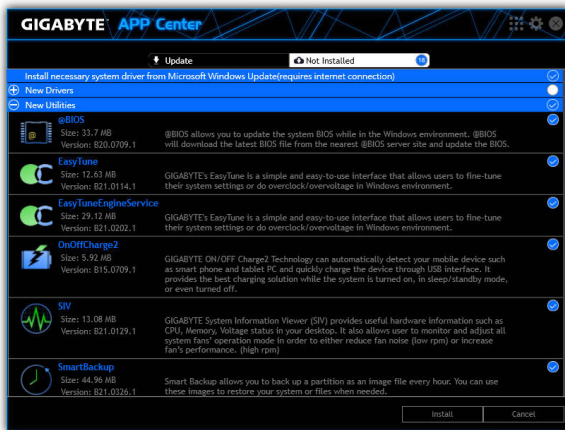 GIGABYTE APP Center
Update
Not Installed 18
Install necessary system driver from Microsoft Windows Update(requires internet connection)
New Drivers
New Utilities
@BIOS
Size: 33.7 MB
Version: B20.0709.1
@BIOS allows you to update the system BIOS while in the Windows environment. @BIOS
will download the latest BIOS file from the nearest @BIOS server site and update the BIOS.
EasyTune
Size: 12.63 MB
Version: B21.0114.1
GIGABYTE's EasyTune is a simple and easy-to-use interface that allows users to fine-tune
their system settings or do overclock/overvoltage in Windows environment.
EasyTuneEngineService
Size: 29.12 MB
Version: B21.0202.1
GIGABYTE's EasyTune is a simple and easy-to-use interface that allows users to fine-tune
their system settings or do overclock/overvoltage in Windows environment.
OnOffCharge2
Size: 5.92 MB
Version: B15.0709.1
GIGABYTE ON/OFF Charge2 Technology can automatically detect your mobile device such
as smart phone and tablet PC and quickly charge the device through USB interface. It
provides the best charging solution while the system is turned on, in sleep/standby mode,
or even turned off.
SIV
Size: 13.08 MB
Version: B21.0129.1
GIGABYTE System Information Viewer (SIV) provides useful hardware information such as
CPU, Memory, Voltage status in your desktop. It also allows user to monitor and adjust all
system fans' operation mode in order to either reduce fan noise (low rpm) or increase
fan's performance. (high rpm)
SmartBackup
Size: 44.96 MB
Version: B21.0326.1
Smart Backup allows you to back up a partition as an image file every hour. You can use
these images to restore your system or files when needed.
Install
Cancel